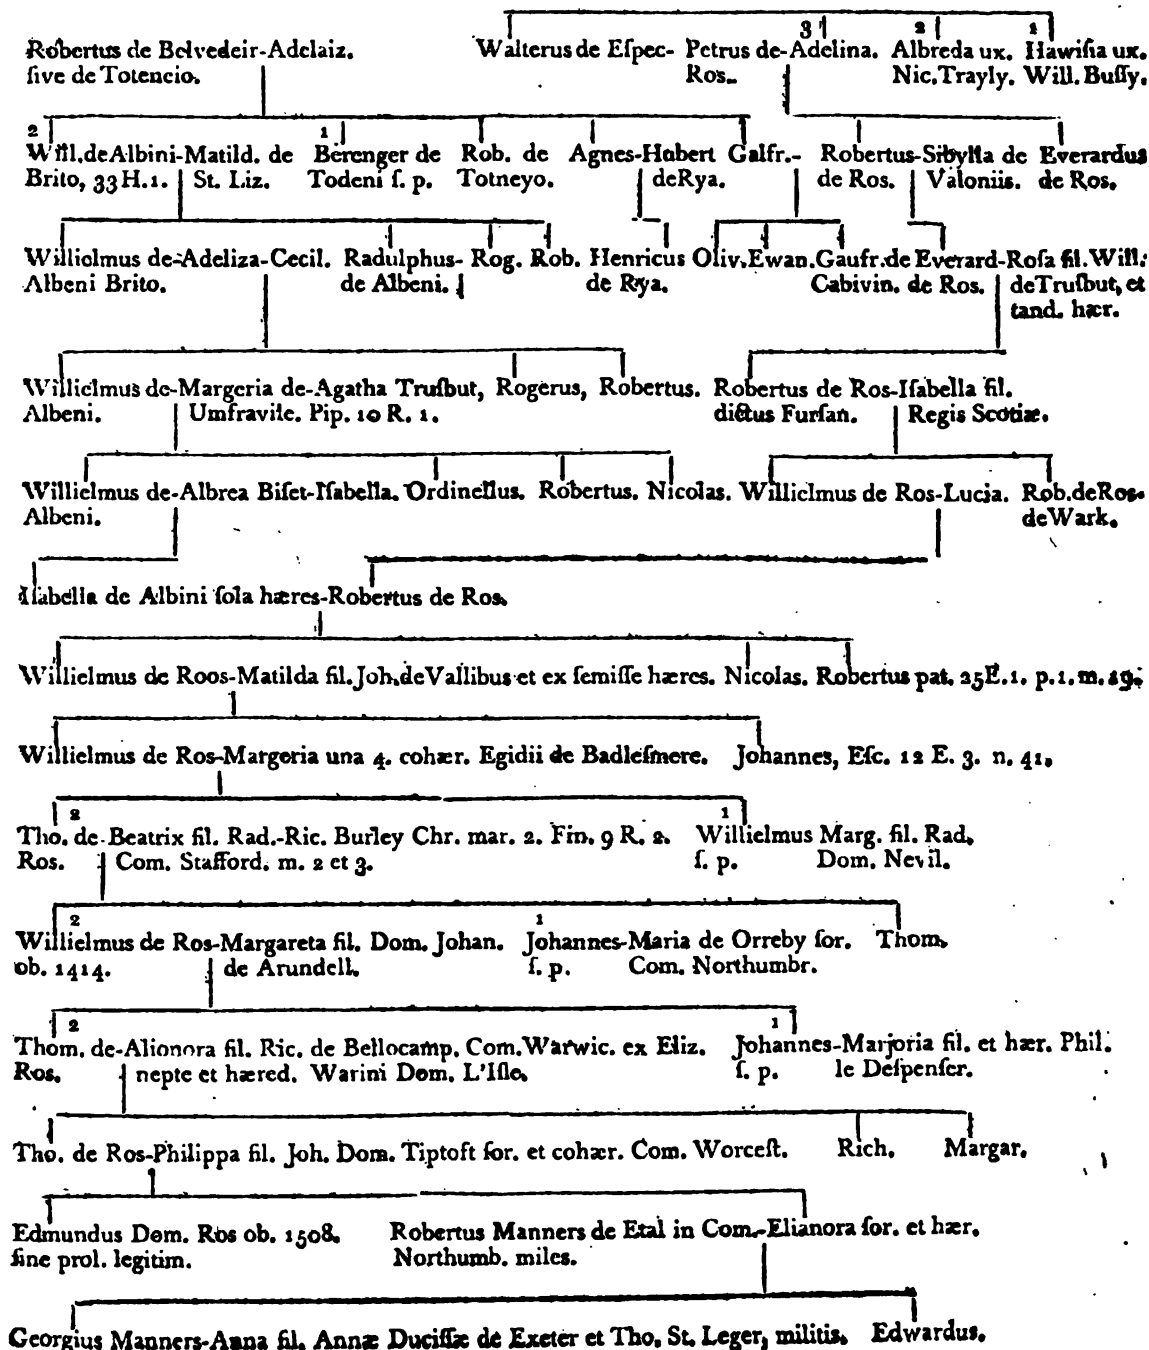 3 2 1
Robertus de Belvedeir-Adelaiz. Walterus de Eſpec- Petrus de-Adelina. Albreda ux. Hawiſia ux.
ſive de Totencio. Ros. Nic. Trayly. Will. Buſſy.
2 1
Will. de Albini-Matild. de Berenger de Rob. de Agnes-Hubert Galfr.- Robertus-Sibylla de Everardus
Brito, 33 H. 1. St. Liz. Todeni ſ. p. Totneyo. de Rya. de Ros. Valoniis. de Ros.
Willielmus de-Adeliza-Cecil. Radulphus- Rog. Rob. Henricus Oliv. Ewan. Gaufr. de Everard-Roſa fil. Will.
Albeni Brito. de Albeni. de Rya. Cabivin. de Ros. de Truſbut, et
tand. hær.
Willielmus de-Margeria de-Agatha Truſbut, Rogerus, Robertus. Robertus de Ros-Iſabella fil.
Albeni. Umfravile. Pip. 10 R. 1. dictus Furſan. Regis Scotiæ.
Willielmus de-Albrea Biſet-Iſabella. Ordinellus. Robertus. Nicolas. Willielmus de Ros-Lucia. Rob. de Ros.
Albeni. de Wark.
Iſabella de Albini ſola hæres-Robertus de Ros.
Willielmus de Roos-Matilda fil. Joh. de Vallibus et ex ſemiſſe hæres. Nicolas. Robertus pat. 25 E. 1. p. 1. m. 19.
Willielmus de Ros-Margeria una 4. cohær. Egidii de Badleſmere. Johannes, Eſc. 12 E. 3. n. 41.
2 1
Tho. de-Beatrix fil. Rad.-Ric. Burley Chr. mar. 2. Fin. 9 R. 2. Willielmus Marg. fil. Rad.
Ros. Com. Stafford. m. 2 et 3. ſ. p. Dom. Nevil.
2 1
Willielmus de Ros-Margareta fil. Dom. Johan. Johannes-Maria de Orreby ſor. Thom.
ob. 1414. de Arundell. ſ. p. Com. Northumbr.
2 1
Thom. de-Alionora fil. Ric. de Bellocamp. Com. Warwic. ex Eliz. Johannes-Marjoria fil. et hær. Phil.
Ros. nepte et hæred. Warini Dom. L'Iſle. ſ. p. le Deſpenſer.
Tho. de Ros-Philippa fil. Joh. Dom. Tiptoft ſor. et cohær. Com. Worceſt. Rich. Margar.
Edmundus Dom. Ros ob. 1508. Robertus Manners de Etal in Com.-Elianora ſor. et hær.
ſine prol. legitim. Northumb. miles.
Georgius Manners-Anna fil. Annæ Duciſſæ de Exeter et Tho. St. Leger, militis. Edwardus.